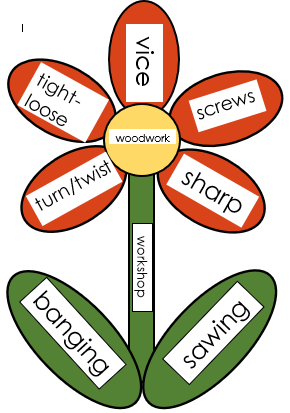 l
vice
tight-
loose
screws
woodwork
turn/twist
sharp
workshop
banging
sawing